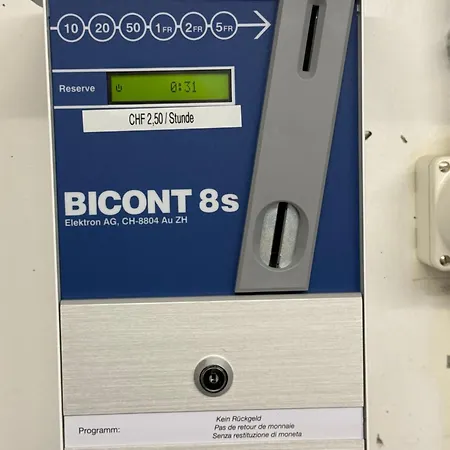 10 20 50 1FR 2FR 5FR
Reserve 0:31
CHF 2,50 / Stunde
BICONT 8s
Elektron AG, CH-8804 Au ZH
Kein Rückgeld
Programm: Pas de retour de monnaie
Senza restituzione di moneta